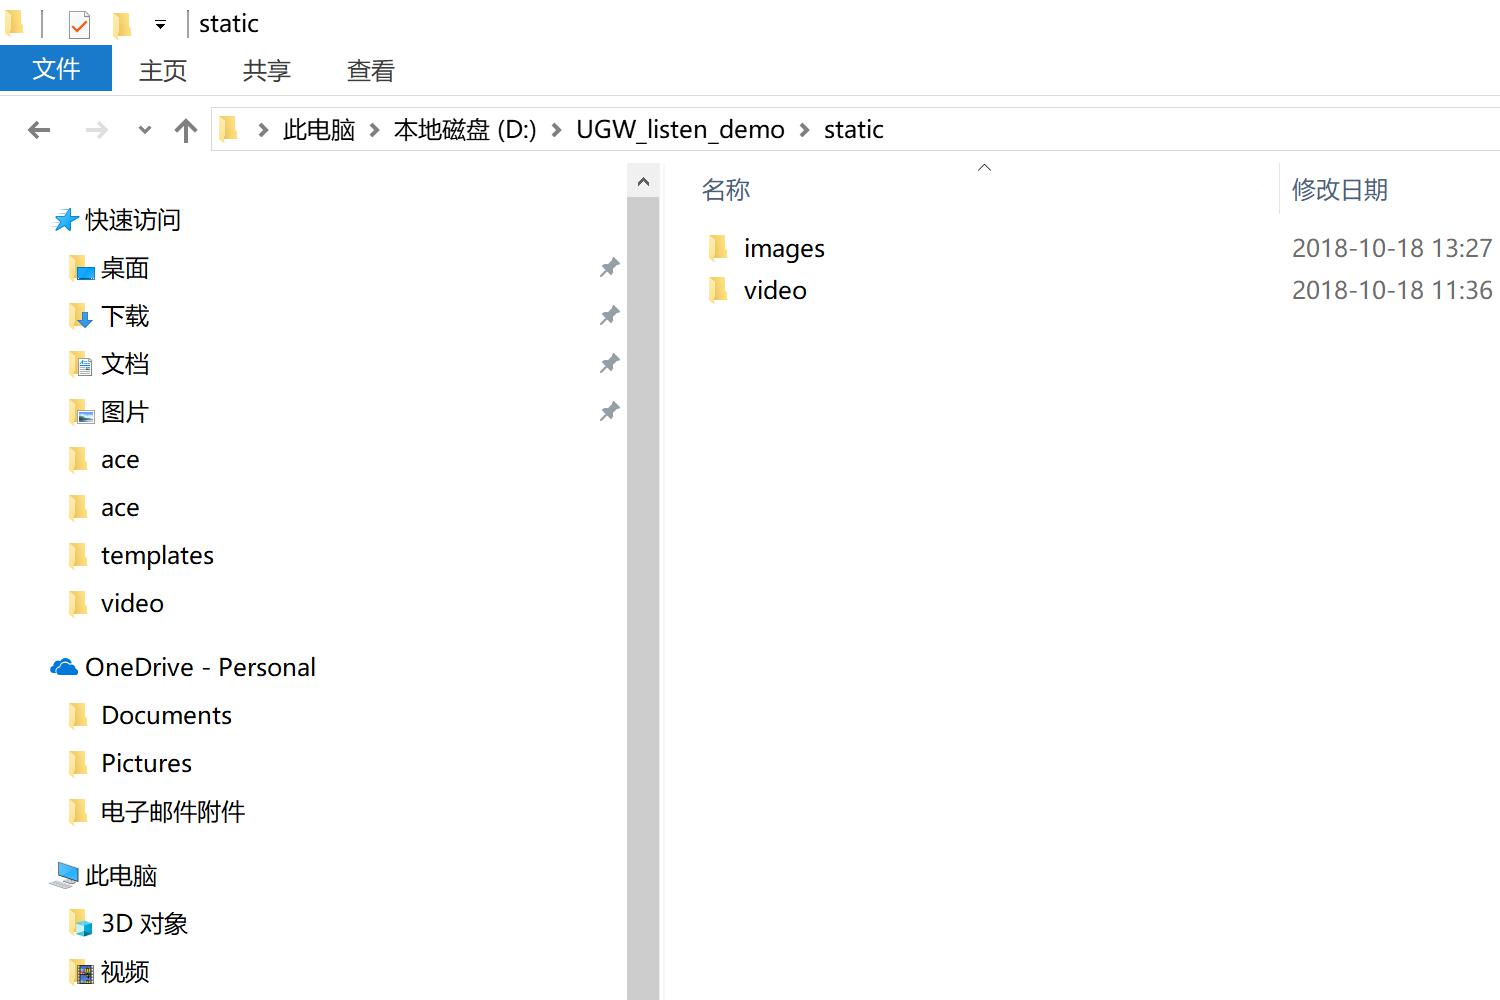 static
文件 主页 共享 查看
此电脑 本地磁盘 (D:) UGW_listen_demo static
名称 修改日期
images 2018-10-18 13:27
video 2018-10-18 11:36
快速访问
桌面
下载
文档
图片
ace
ace
templates
video
OneDrive - Personal
Documents
Pictures
电子邮件附件
此电脑
3D 对象
视频